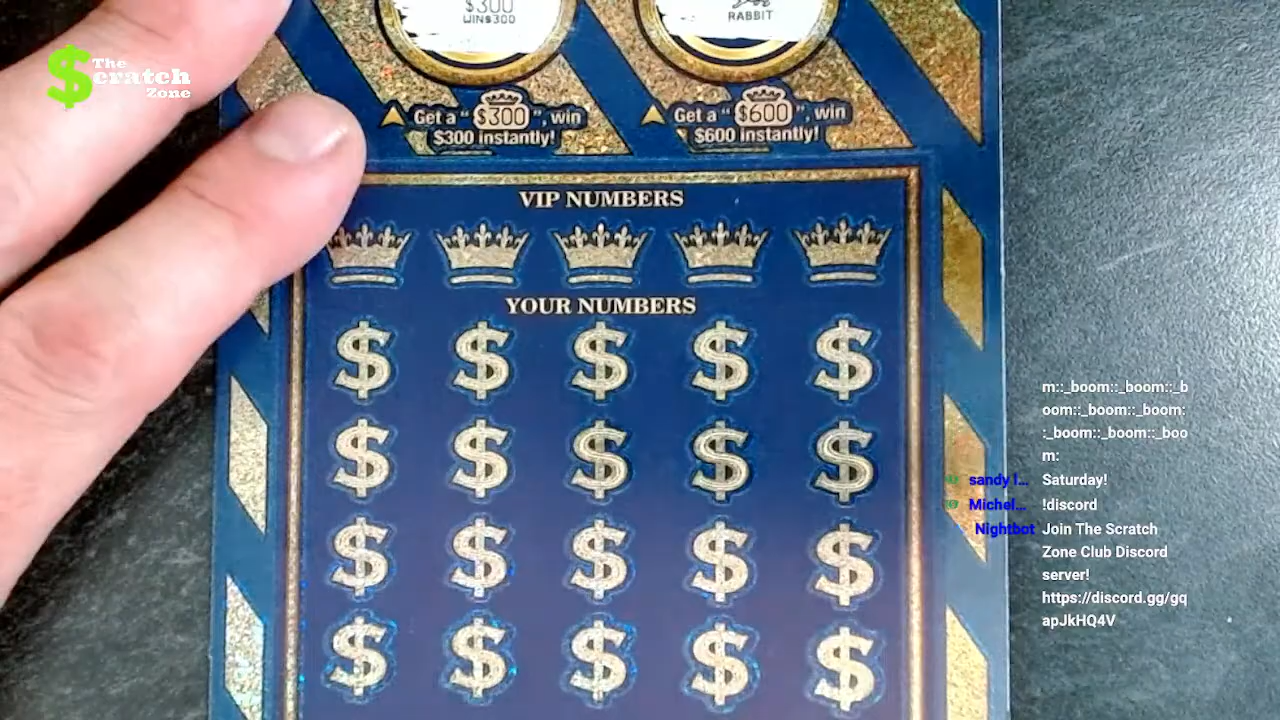 $300
WIN$300
RABBIT
The
$cratch
Zone
Get a “ $300 ”, win
$300 instantly!
Get a “ $600 ”, win
$600 instantly!
VIP NUMBERS
YOUR NUMBERS
$ $ $ $ $
$ $ $ $ $
$ $ $ $ $
$ $ $ $ $
m::_boom::_boom::_b
oom::_boom::_boom:
:_boom::_boom::_boo
m:
sandy l... Saturday!
Michel... !discord
Nightbot Join The Scratch
Zone Club Discord
server!
https://discord.gg/gq
apJkHQ4V